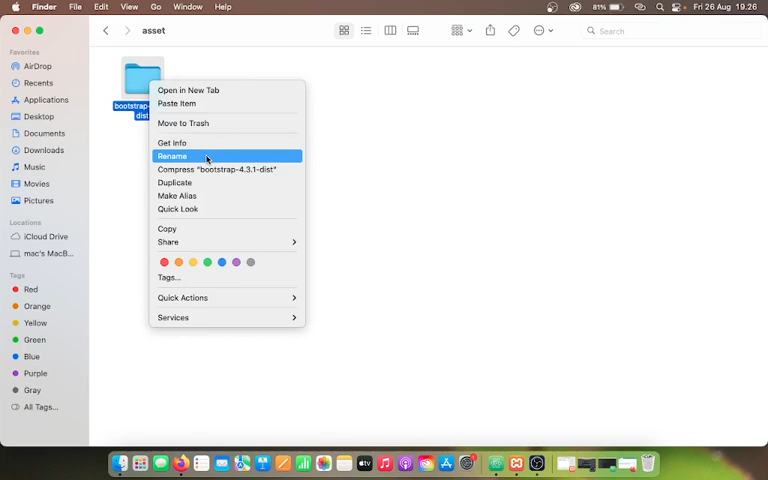 Finder File Edit View Go Window Help 81% Fri 26 Aug 19.26
asset
Search
Favorites
AirDrop
Recents
Applications
Desktop
Documents
Downloads
Music
Movies
Pictures
Locations
iCloud Drive
mac's MacB...
Tags
Red
Orange
Yellow
Green
Blue
Purple
Gray
All Tags...
bootstrap-
dist
Open in New Tab
Paste Item
Move to Trash
Get Info
Rename
Compress "bootstrap-4.3.1-dist"
Duplicate
Make Alias
Quick Look
Copy
Share
Tags...
Quick Actions
Services
tv